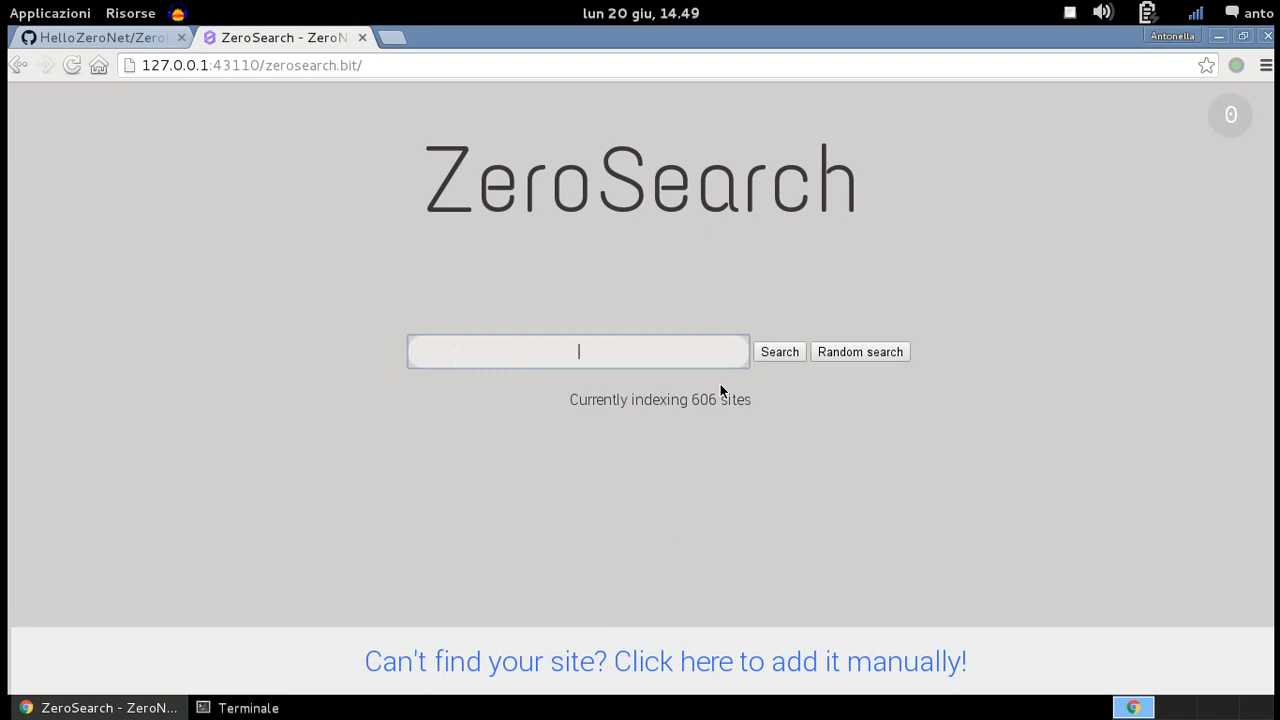 Applicazioni Risorse lun 20 giu, 14.49 anto
HelloZeroNet/Zero ZeroSearch - ZeroN Antonella
127.0.0.1:43110/zerosearch.bit/
0
ZeroSearch
Search Random search
Currently indexing 606 sites
Can't find your site? Click here to add it manually!
ZeroSearch - ZeroN... Terminale